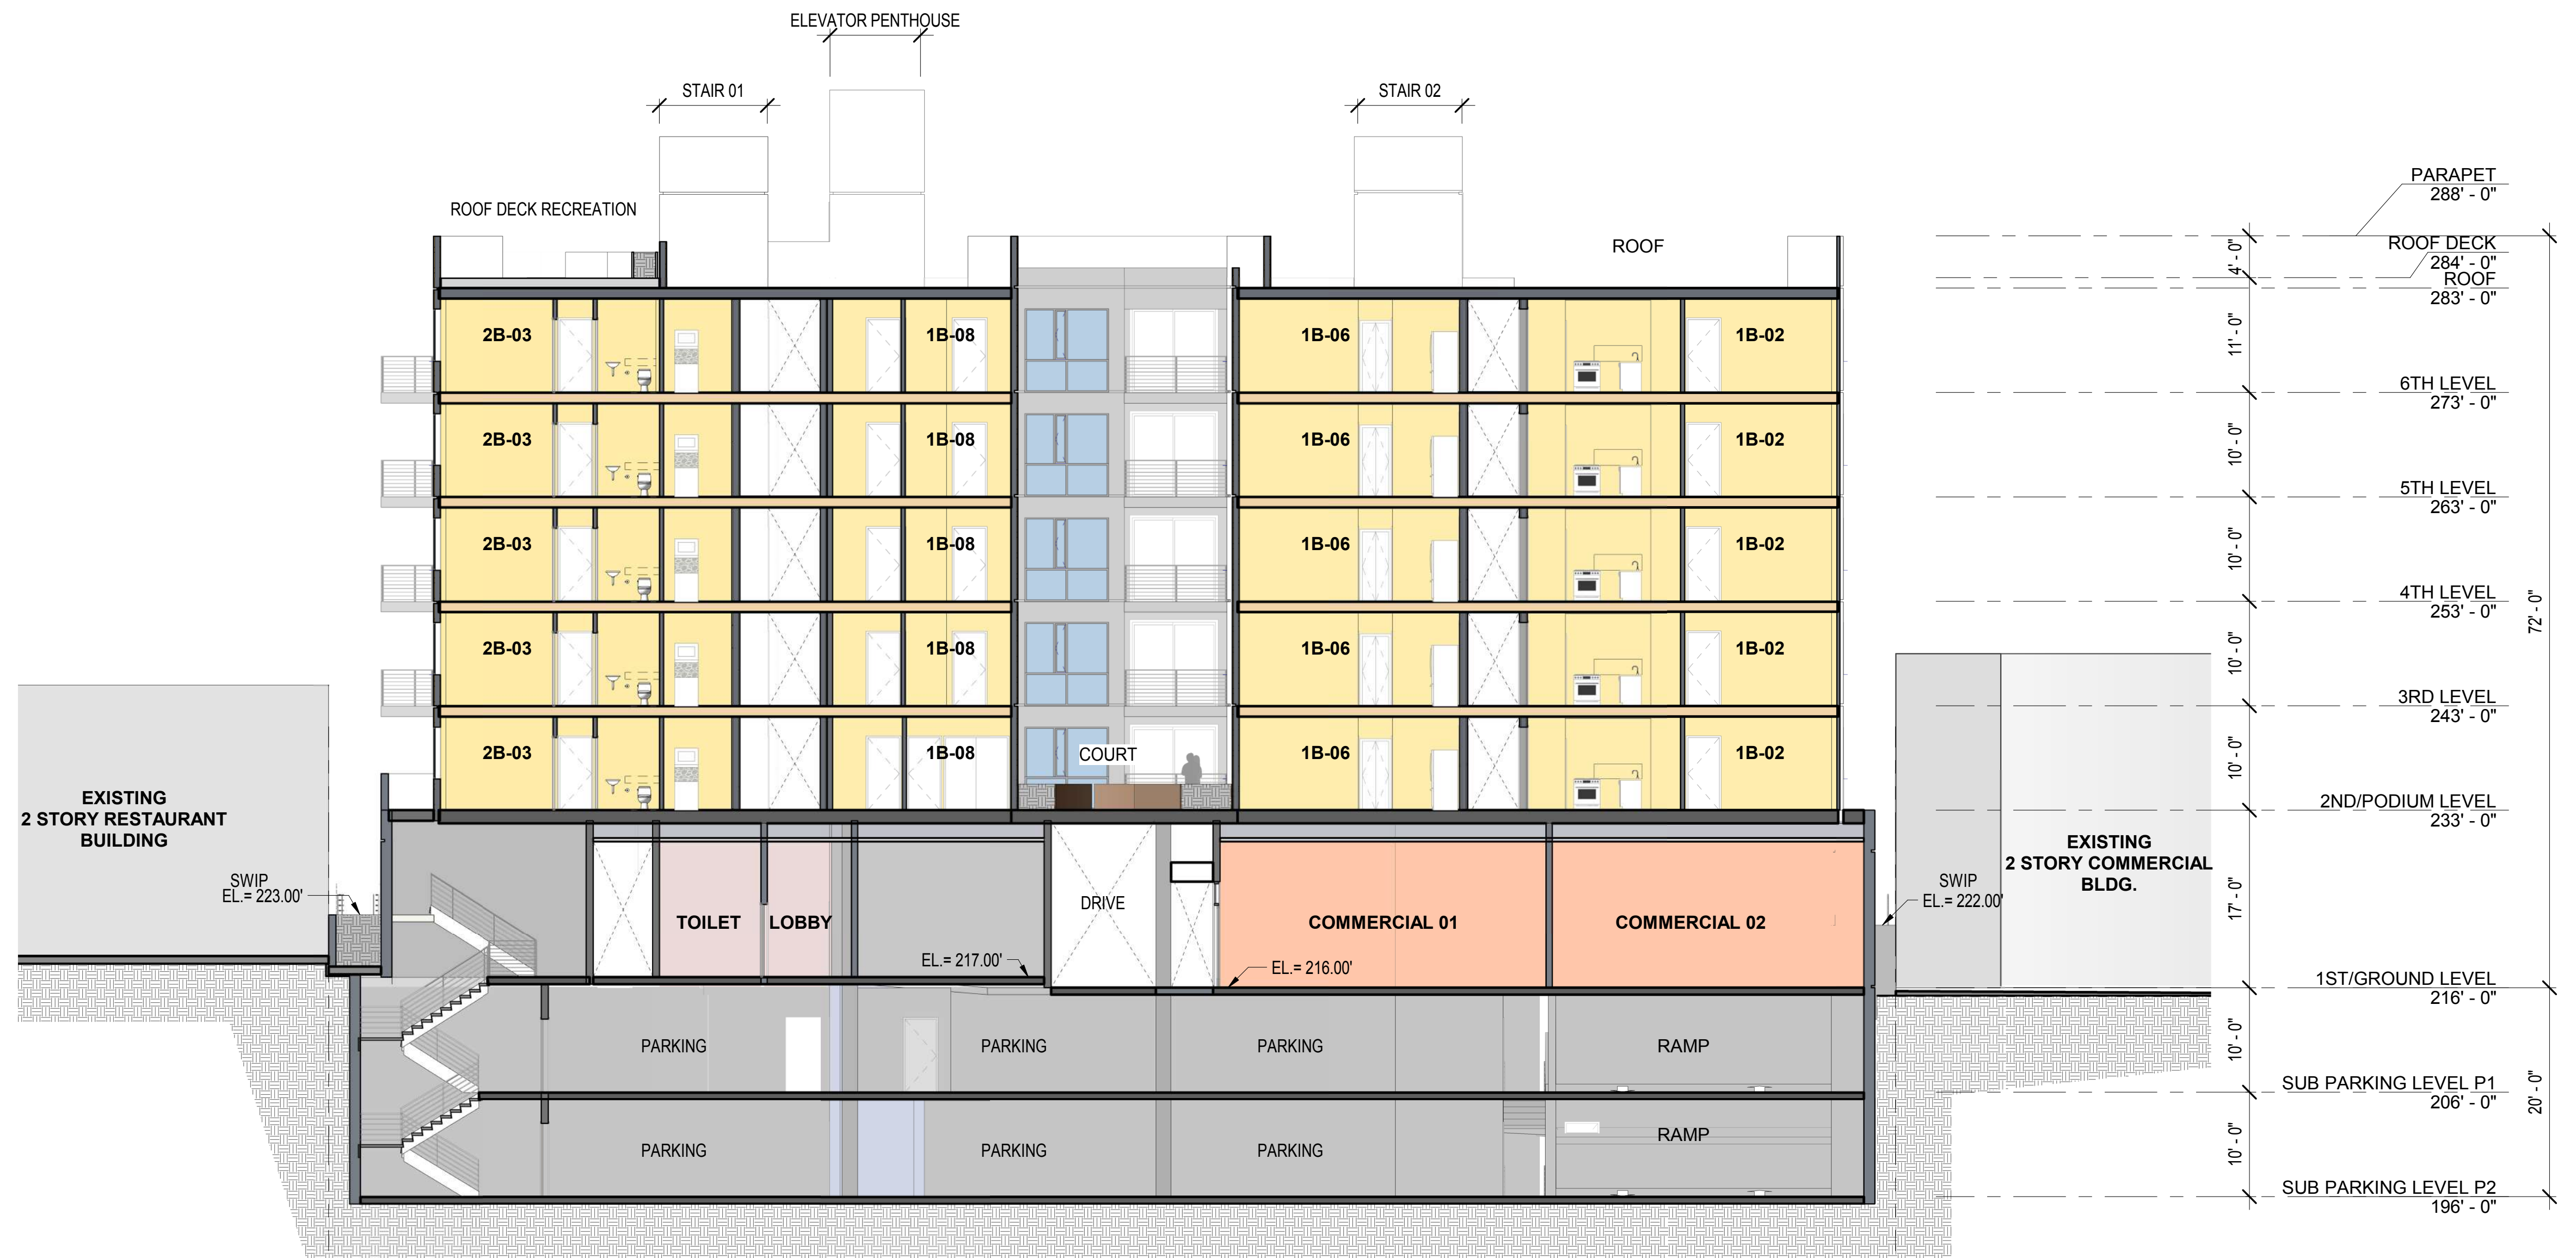 ELEVATOR PENTHOUSE
STAIR 01
STAIR 02
ROOF DECK RECREATION
ROOF
PARAPET
288' - 0"
ROOF DECK
284' - 0"
ROOF
283' - 0"
4' - 0"
2B-03
1B-08
1B-06
1B-02
11' - 0"
6TH LEVEL
273' - 0"
2B-03
1B-08
1B-06
1B-02
10' - 0"
5TH LEVEL
263' - 0"
2B-03
1B-08
1B-06
1B-02
10' - 0"
4TH LEVEL
253' - 0"
72' - 0"
2B-03
1B-08
1B-06
1B-02
10' - 0"
3RD LEVEL
243' - 0"
2B-03
1B-08
COURT
1B-06
1B-02
10' - 0"
2ND/PODIUM LEVEL
233' - 0"
EXISTING
2 STORY RESTAURANT
BUILDING
SWIP
EL.= 223.00'
TOILET
LOBBY
DRIVE
COMMERCIAL 01
COMMERCIAL 02
SWIP
EL.= 222.00'
EXISTING
2 STORY COMMERCIAL
BLDG.
17' - 0"
EL.= 217.00'
EL.= 216.00'
1ST/GROUND LEVEL
216' - 0"
PARKING
PARKING
PARKING
RAMP
10' - 0"
SUB PARKING LEVEL P1
206' - 0"
20' - 0"
PARKING
PARKING
PARKING
RAMP
10' - 0"
SUB PARKING LEVEL P2
196' - 0"